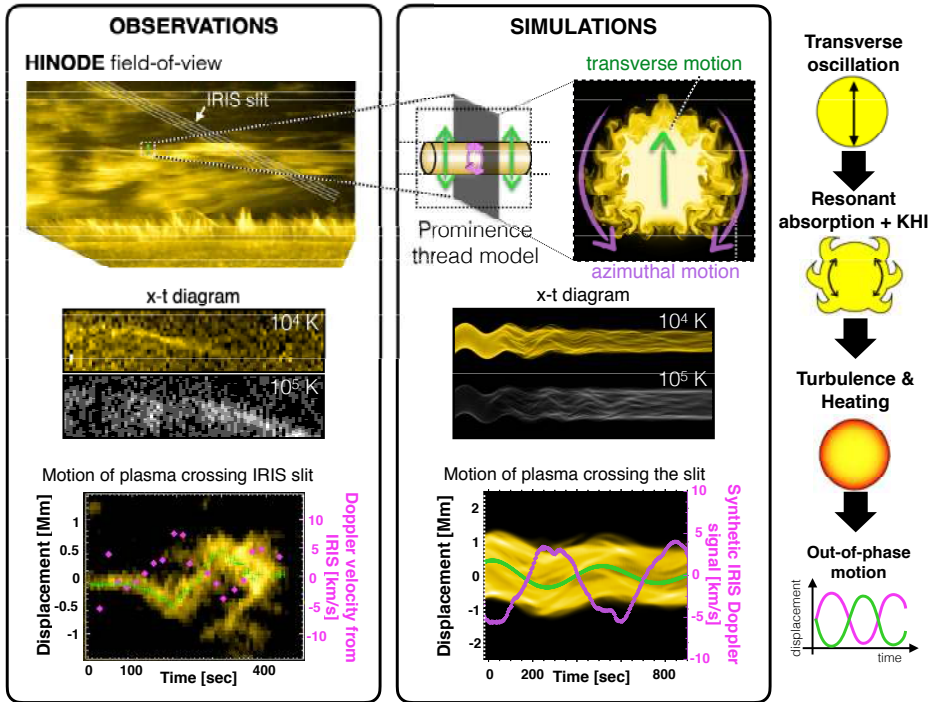 OBSERVATIONS
HINODE field-of-view
IRIS slit
x-t diagram
10⁴ K
10⁵ K
Motion of plasma crossing IRIS slit
Displacement [Mm]
1
0.5
0
-0.5
-1
10
5
0
-5
-10
Doppler velocity from
IRIS [km/s]
0
100
400
Time [sec]
SIMULATIONS
transverse motion
Prominence
thread model
azimuthal motion
x-t diagram
10⁴ K
10⁵ K
Motion of plasma crossing the slit
Displacement [Mm]
2
1
0
-1
-2
10
5
0
-5
-10
Synthetic IRIS Doppler
signal [km/s]
0
200
800
Time [sec]
Transverse
oscillation
Resonant
absorption + KHI
Turbulence &
Heating
Out-of-phase
motion
displacement
time